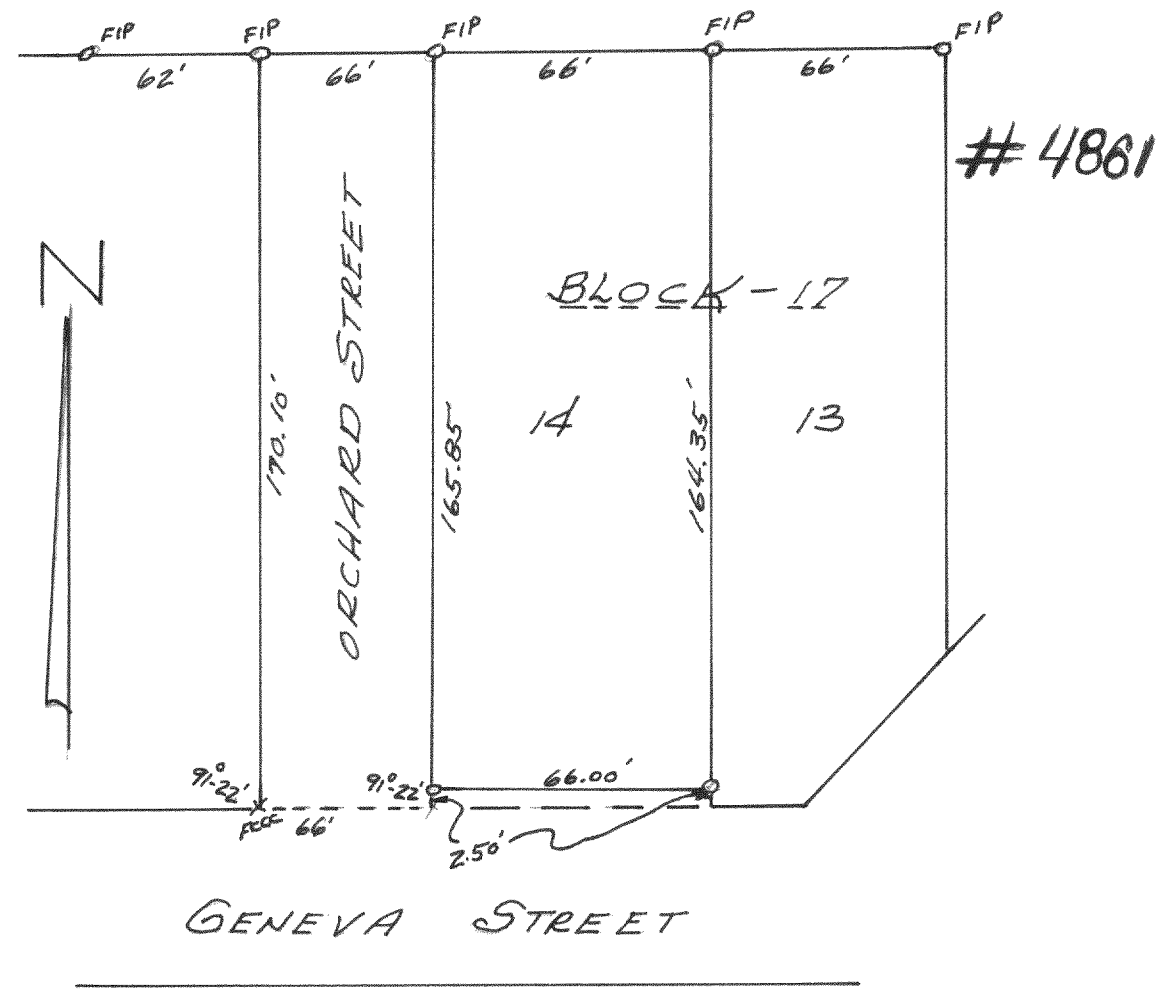 FIP FIP FIP FIP FIP
62' 66' 66' 66'
# 4861
N
BLOCK - 17
ORCHARD STREET
170.10'
165.85
14
164.35'
13
91°-22'
91°-22'
66.00'
FCCC
66'
2.50'
GENEVA STREET